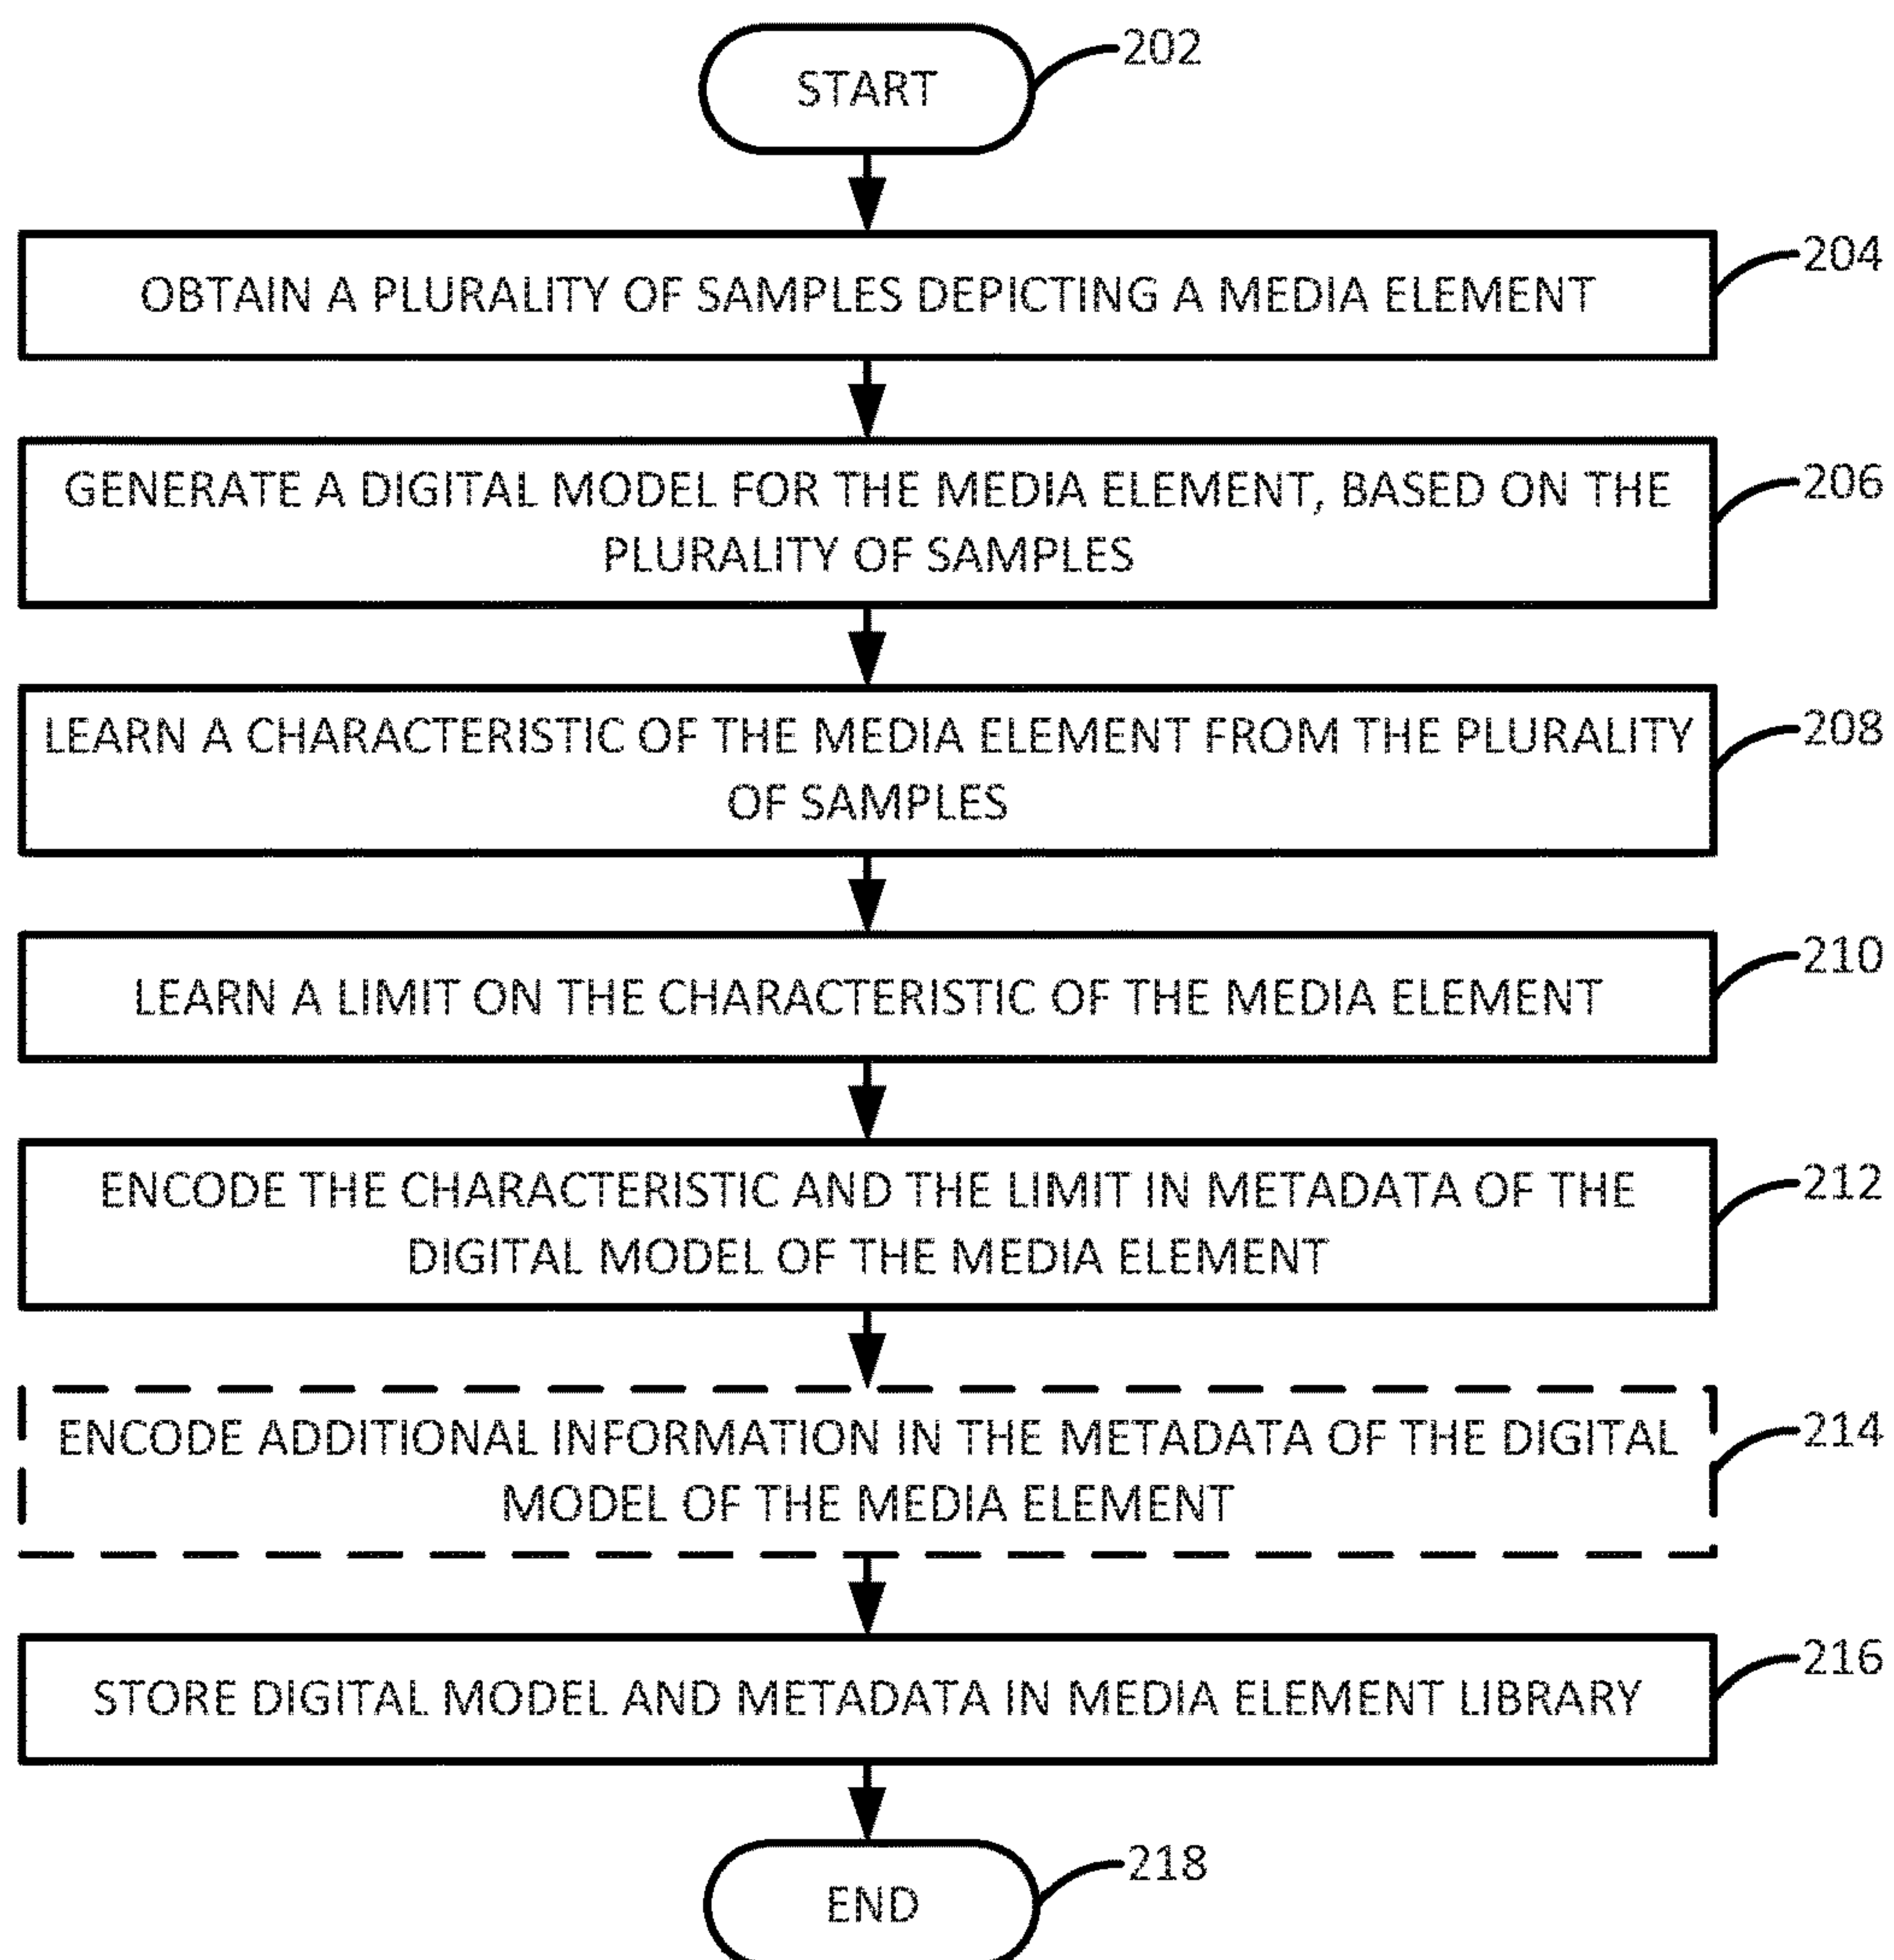 START
202
OBTAIN A PLURALITY OF SAMPLES DEPICTING A MEDIA ELEMENT
204
GENERATE A DIGITAL MODEL FOR THE MEDIA ELEMENT, BASED ON THE
PLURALITY OF SAMPLES
206
LEARN A CHARACTERISTIC OF THE MEDIA ELEMENT FROM THE PLURALITY
OF SAMPLES
208
LEARN A LIMIT ON THE CHARACTERISTIC OF THE MEDIA ELEMENT
210
ENCODE THE CHARACTERISTIC AND THE LIMIT IN METADATA OF THE
DIGITAL MODEL OF THE MEDIA ELEMENT
212
ENCODE ADDITIONAL INFORMATION IN THE METADATA OF THE DIGITAL
MODEL OF THE MEDIA ELEMENT
214
STORE DIGITAL MODEL AND METADATA IN MEDIA ELEMENT LIBRARY
216
END
218